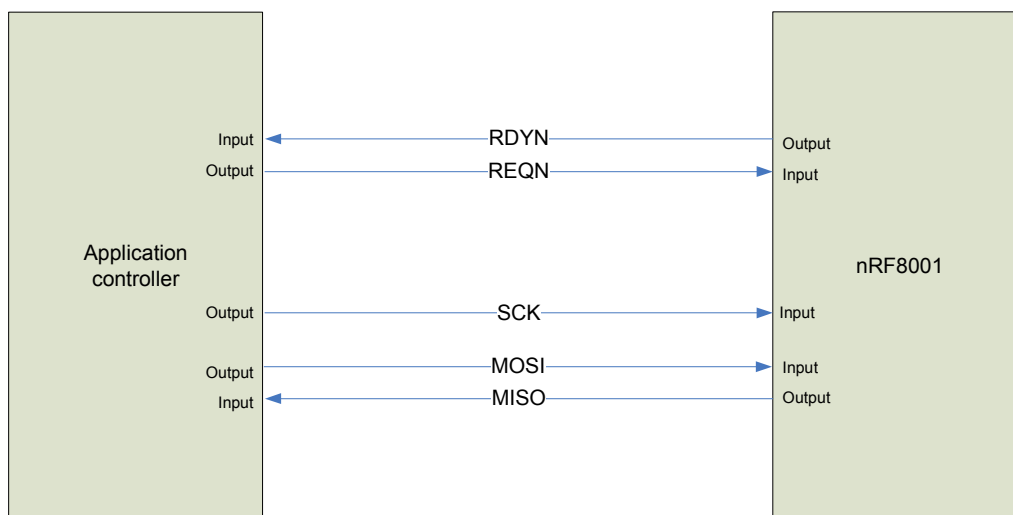 Input
RDYN
Output
Output
REQN
Input
Application
controller
nRF8001
Output
SCK
Input
Output
MOSI
Input
Input
MISO
Output